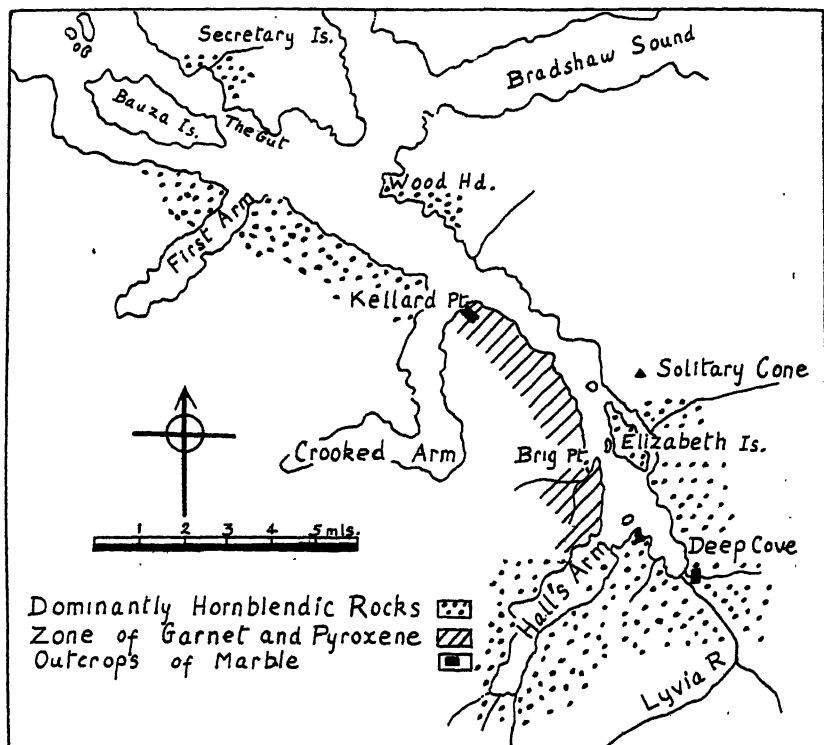 Secretary Is.
Bradshaw Sound
Bauza Is.
The Gut
Wood Hd.
First Arm
Kellard Pt.
Solitary Cone
Crooked Arm
Brig Pt.
Elizabeth Is.
1 2 3 4 5 mls.
Deep Cove
Hall's Arm
Dominantly Hornblendic Rocks
Zone of Garnet and Pyroxene
Outcrops of Marble
Lyvia R